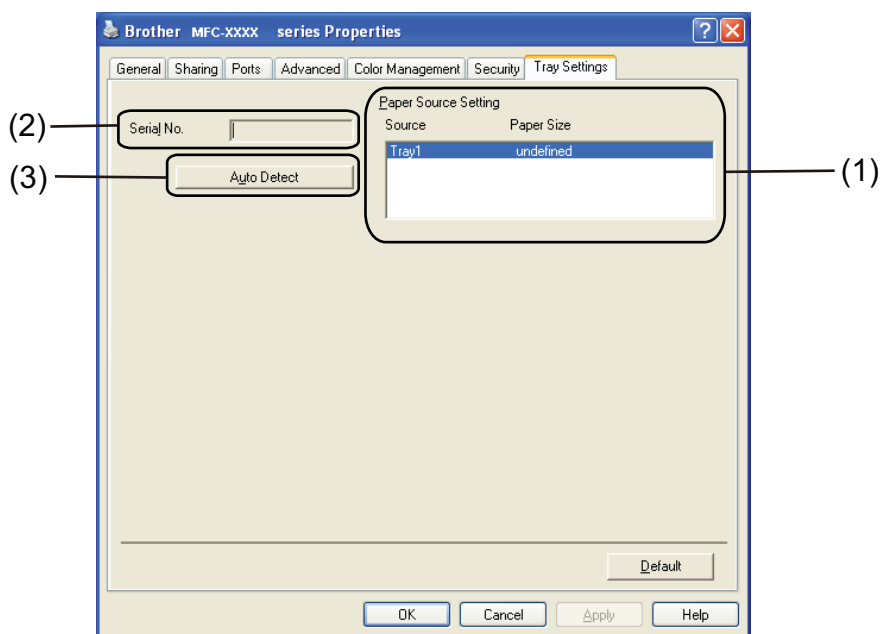 Brother MFC-XXXX series Properties
General Sharing Ports Advanced Color Management Security Tray Settings
Paper Source Setting
(2) Serial No. Source Paper Size
Tray1 undefined
(3) Auto Detect (1)
Default
OK Cancel Apply Help